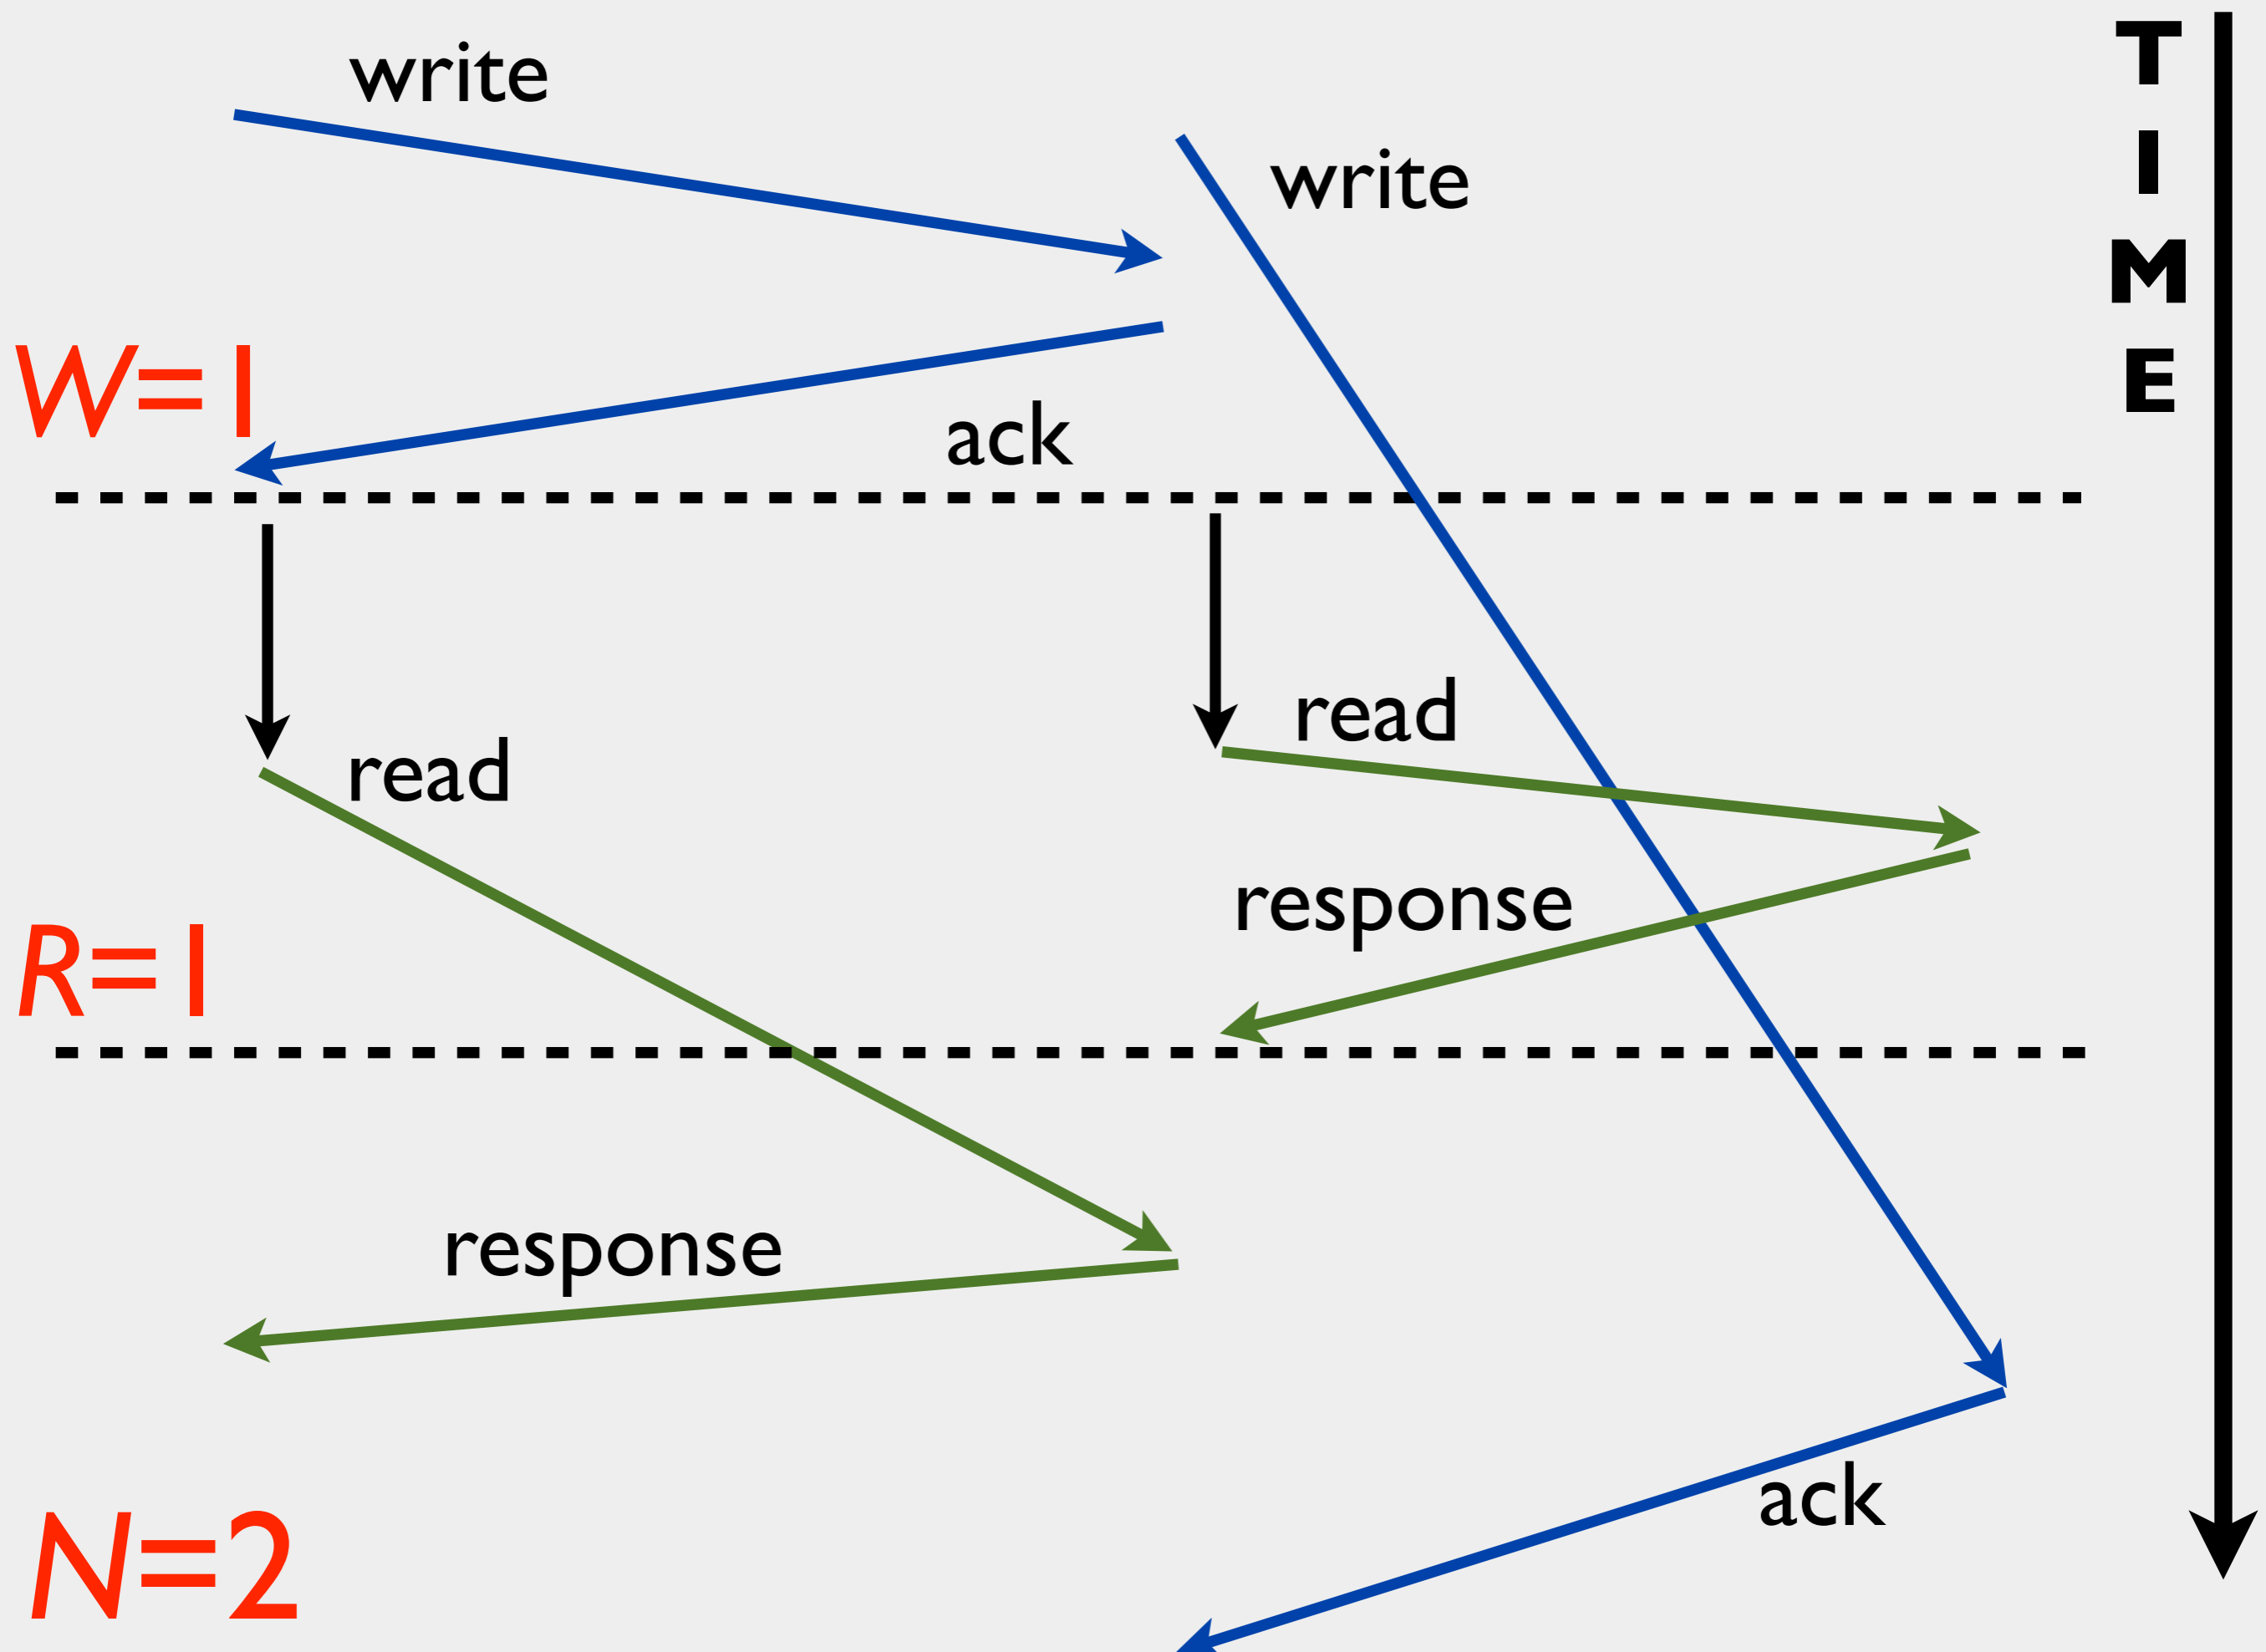 write
write
W=1
ack
read
read
response
R=1
response
N=2
ack
TIME